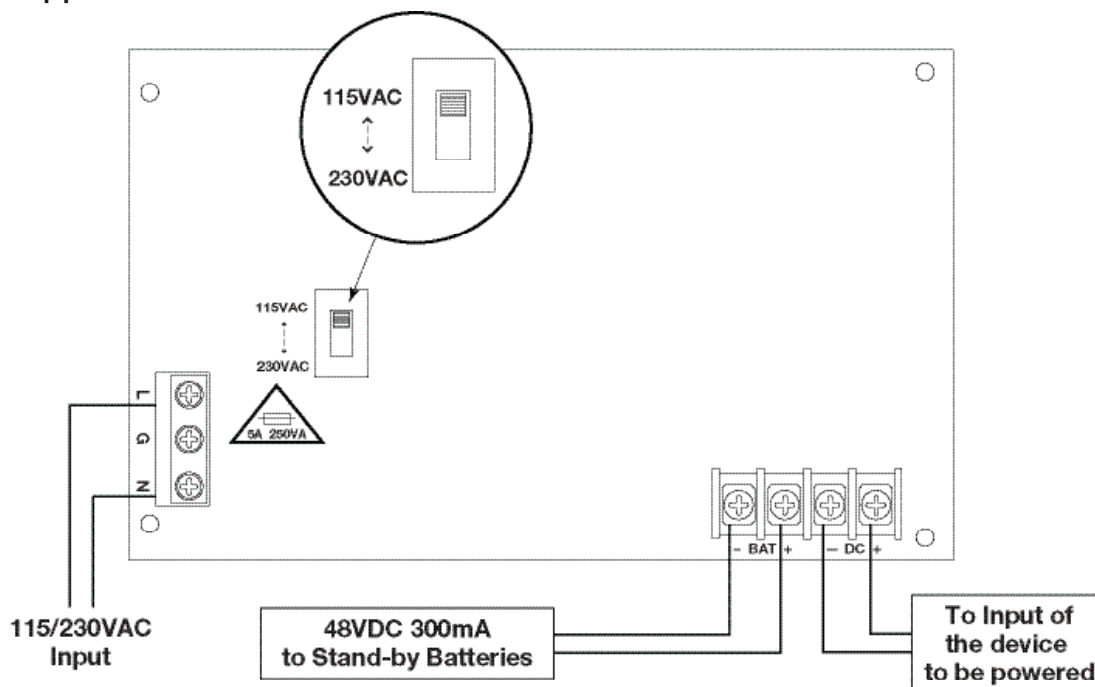 115VAC
230VAC
115VAC
230VAC
L
G
N
5A 250VA
- BAT + - DC +
115/230VAC
Input
48VDC 300mA
to Stand-by Batteries
To Input of
the device
to be powered